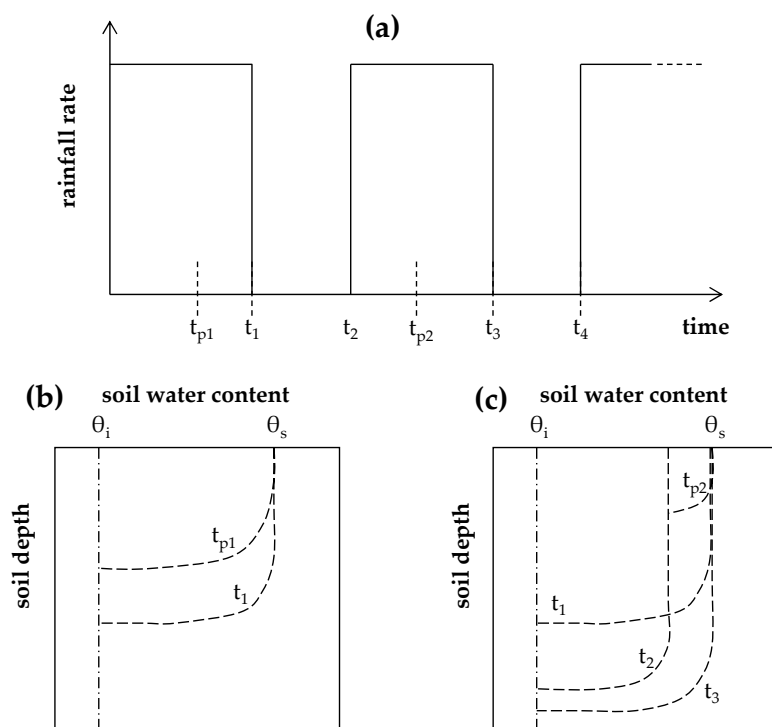 (a)
rainfall rate
t_p1 t_1 t_2 t_p2 t_3 t_4 time
(b) soil water content
θ_i θ_s
soil depth
t_p1
t_1
(c) soil water content
θ_i θ_s
soil depth
t_p2
t_1
t_2
t_3